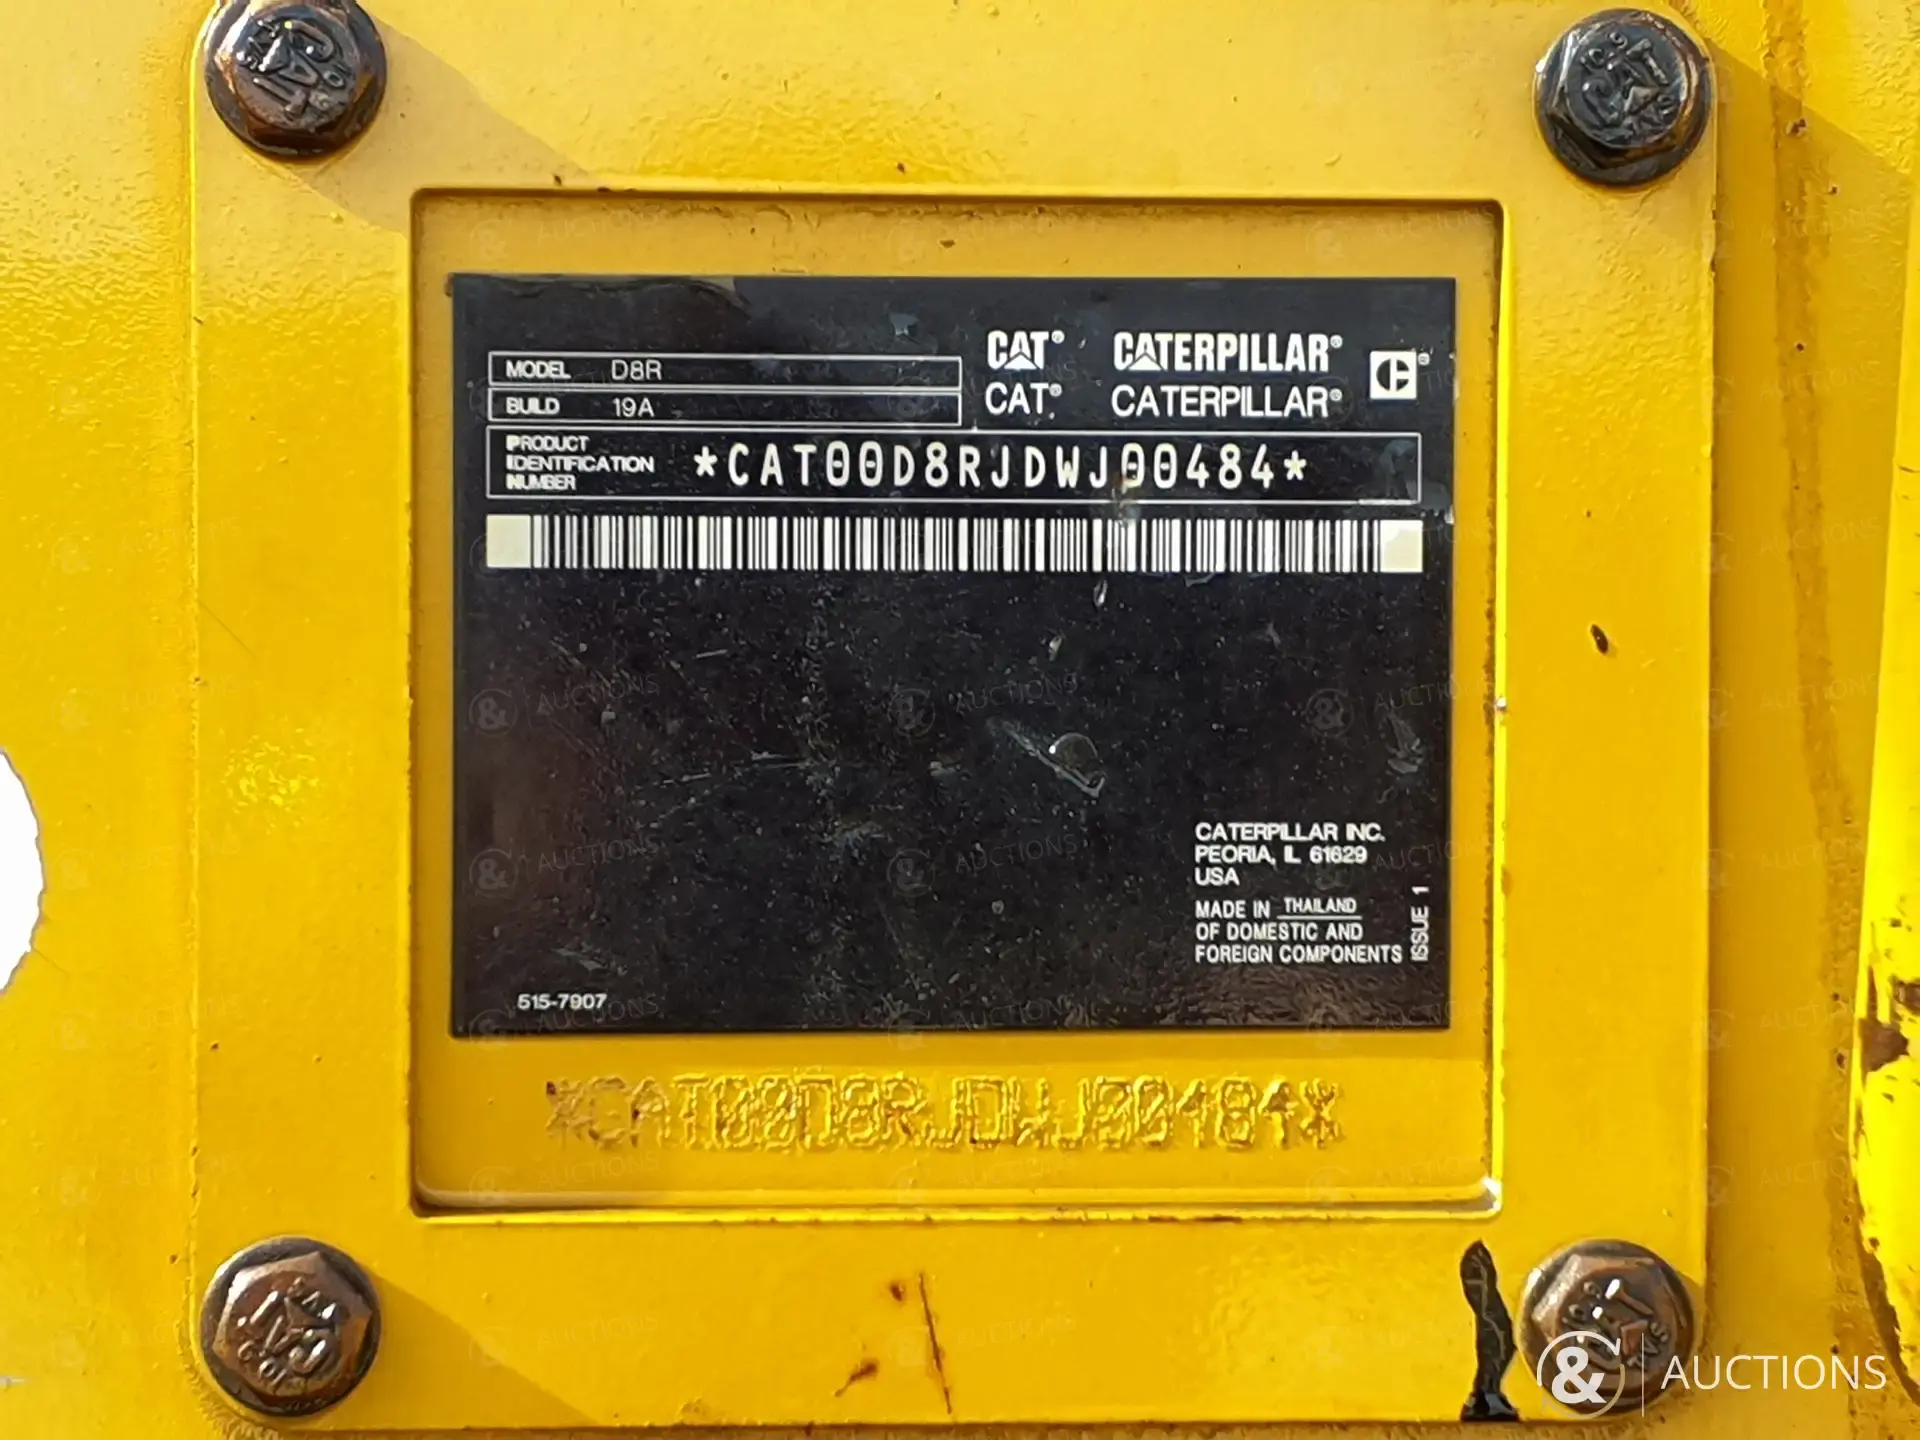 MODEL D8R
BUILD 19A
CAT® CATERPILLAR®
CAT® CATERPILLAR®
PRODUCT
IDENTIFICATION
NUMBER
*CAT00D8RJDWJ00484*
CATERPILLAR INC.
PEORIA, IL 61629
USA
MADE IN THAILAND
OF DOMESTIC AND
FOREIGN COMPONENTS
ISSUE 1
515-7907
*CAT00D8RJDWJ00484*
& AUCTIONS